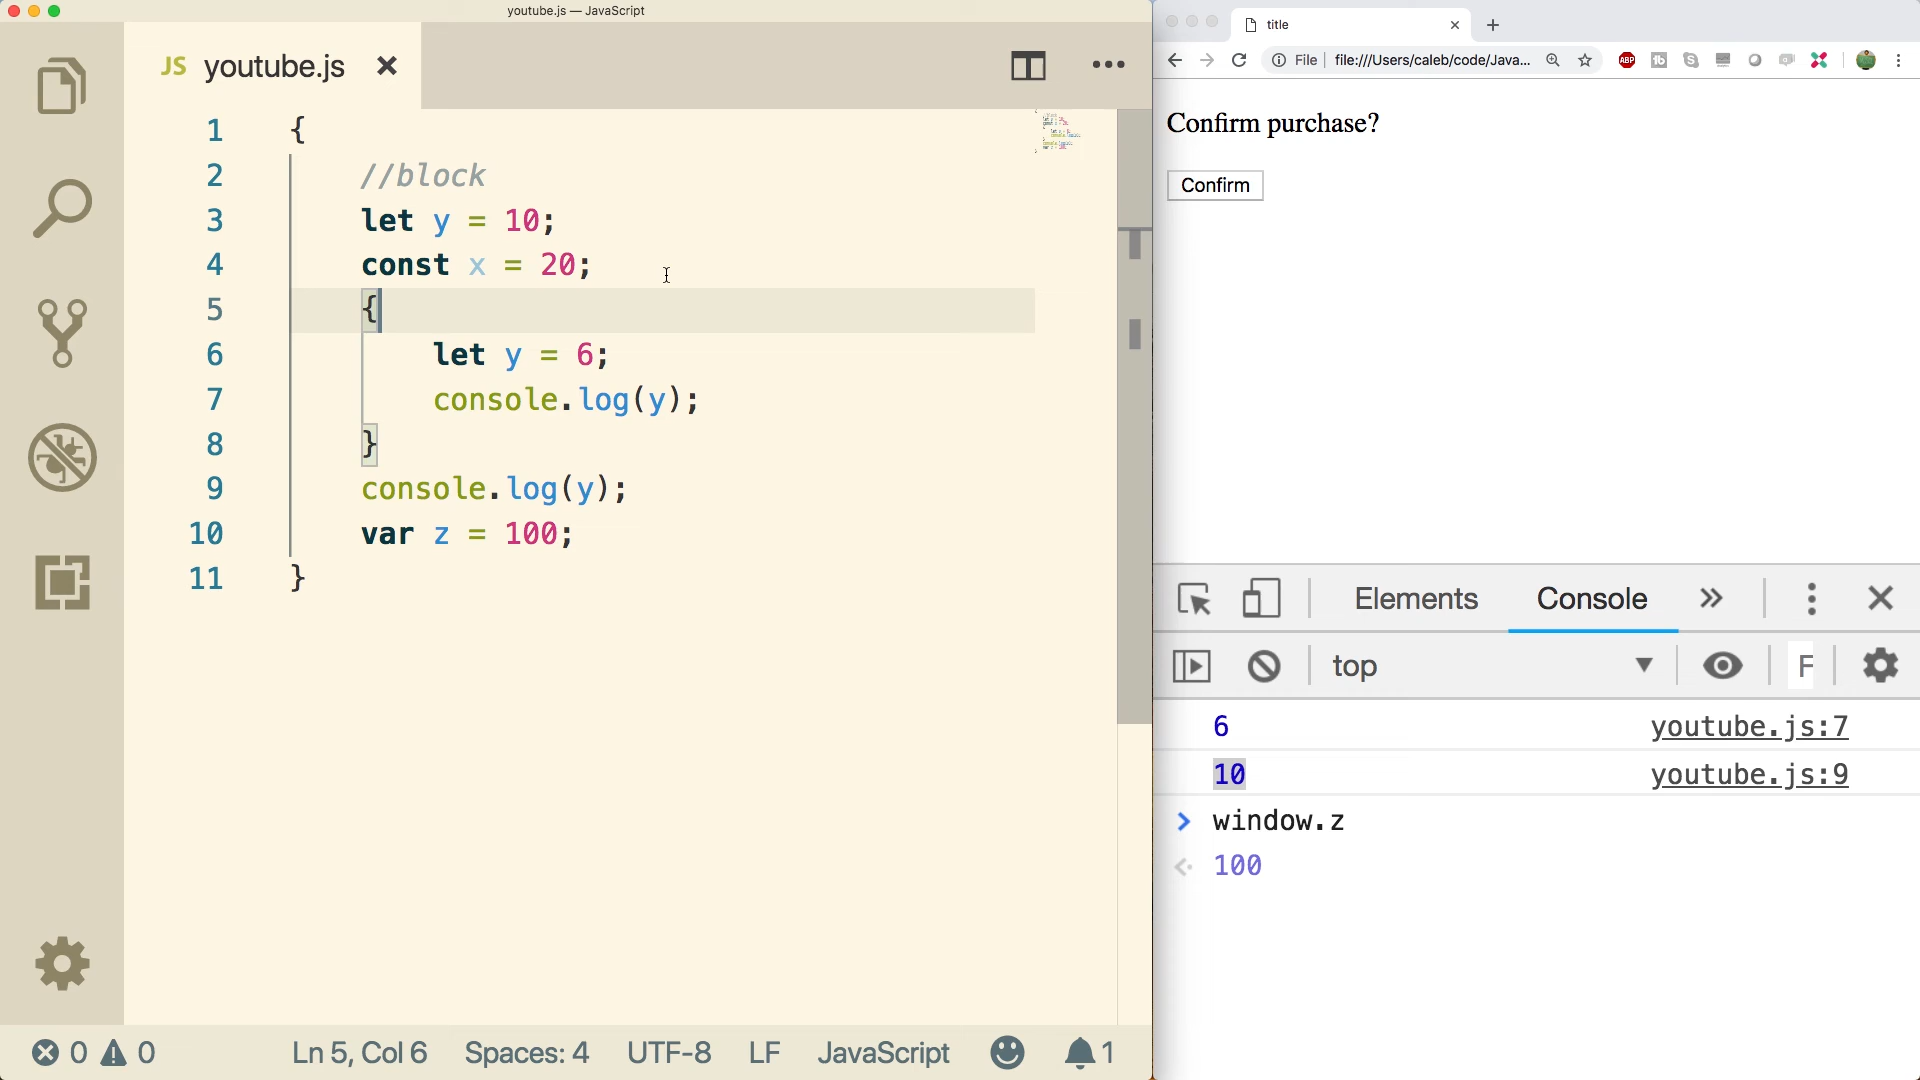 youtube.js — JavaScript
JS youtube.js
1 {
2 //block
3 let y = 10;
4 const x = 20;
5 {
6 let y = 6;
7 console.log(y);
8 }
9 console.log(y);
10 var z = 100;
11 }
0 0 Ln 5, Col 6 Spaces: 4 UTF-8 LF JavaScript 1
title
File file:///Users/caleb/code/Java...
ABP
Confirm purchase?
Confirm
Elements Console
top F
6 youtube.js:7
10 youtube.js:9
window.z
100